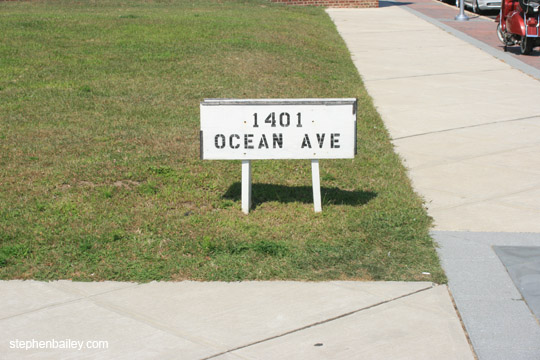 · 1401 ·
OCEAN AVE
stephenbailey.com